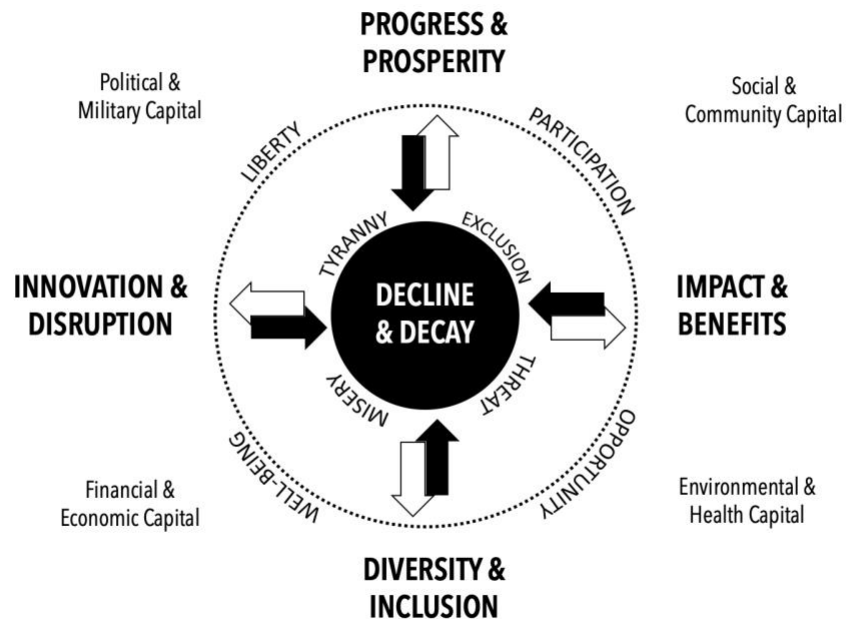 PROGRESS &
PROSPERITY
Political &
Military Capital
Social &
Community Capital
LIBERTY
PARTICIPATION
TYRANNY
EXCLUSION
INNOVATION &
DISRUPTION
DECLINE
& DECAY
IMPACT &
BENEFITS
MISERY
THREAT
WELL-BEING
OPPORTUNITY
Financial &
Economic Capital
Environmental &
Health Capital
DIVERSITY &
INCLUSION